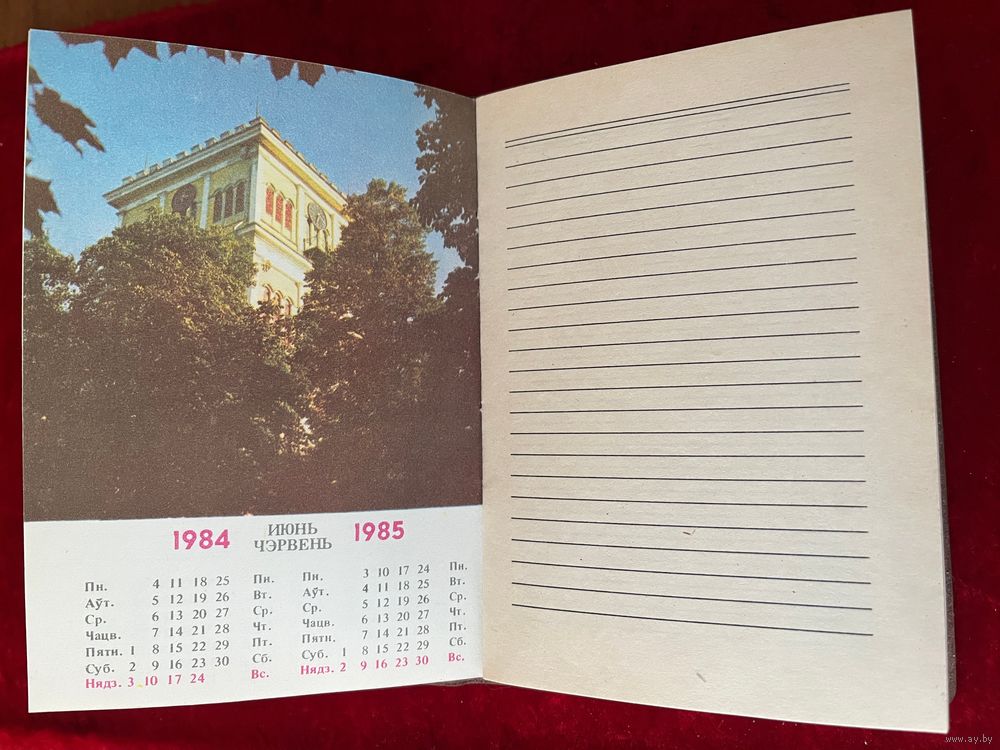 1984 ИЮНЬ ЧЭРВЕНЬ 1985
Пн. 4 11 18 25 Пн. Пн. 3 10 17 24 Пн.
Аўт. 5 12 19 26 Вт. Аўт. 4 11 18 25 Вт.
Ср. 6 13 20 27 Ср. Ср. 5 12 19 26 Ср.
Чацв. 7 14 21 28 Чт. Чацв. 6 13 20 27 Чт.
Пятн. 1 8 15 22 29 Пт. Пятн. 7 14 21 28 Пт.
Суб. 2 9 16 23 30 Сб. Суб. 1 8 15 22 29 Сб.
Нядз. 3 10 17 24 Вс. Нядз. 2 9 16 23 30 Вс.
www.ay.by